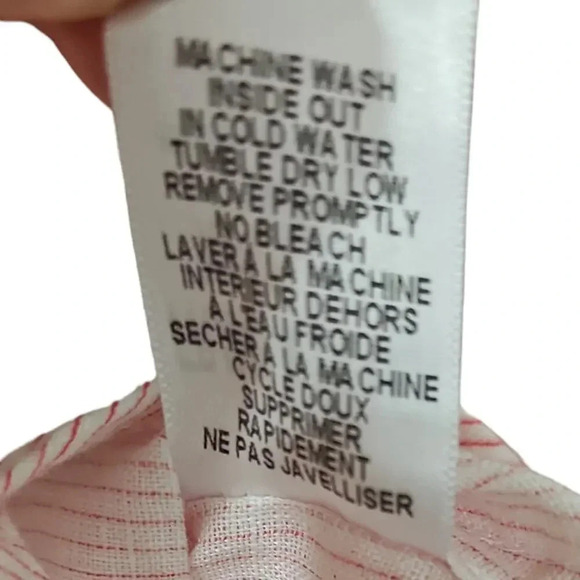 MACHINE WASH
INSIDE OUT
IN COLD WATER
TUMBLE DRY LOW
REMOVE PROMPTLY
NO BLEACH
LAVER À LA MACHINE
INTERIEUR DEHORS
À L'EAU FROIDE
SECHER À LA MACHINE
CYCLE DOUX
SUPPRIMER
RAPIDEMENT
NE PAS JAVELLISER